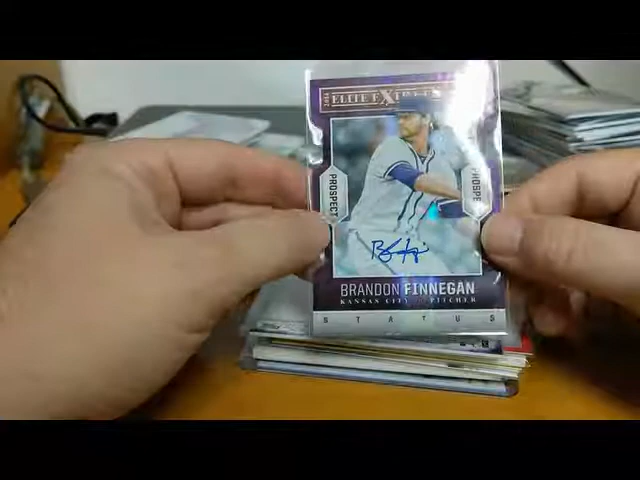 ELITE EXTRA
PROSPECT
PROSPE
BRANDON FINNEGAN
KANSAS CITY PITCHER
STATUS